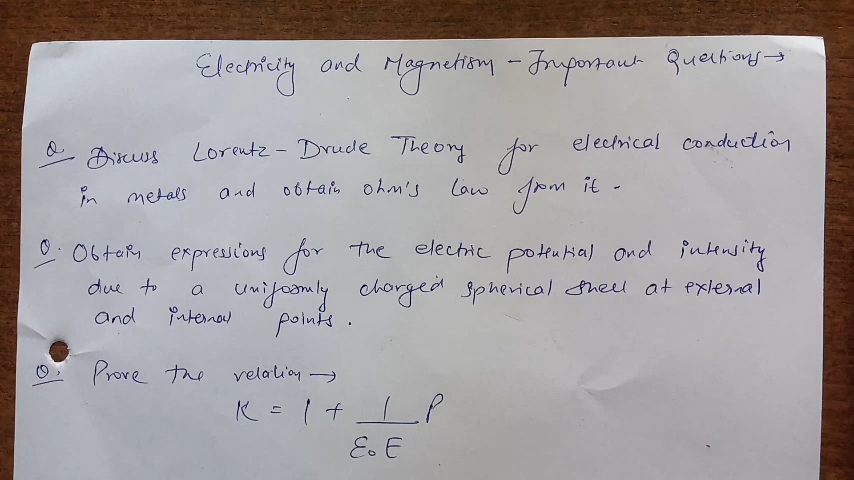 Electricity and Magnetism - Important Questions →
Q. Discuss Lorentz - Drude Theory for electrical conduction
in metals and obtain ohm's law from it.
Q. Obtain expressions for the electric potential and intensity
due to a uniformly charged spherical shell at external
and internal points.
Q. Prove the relation →
K = 1 + 1/ε₀E P